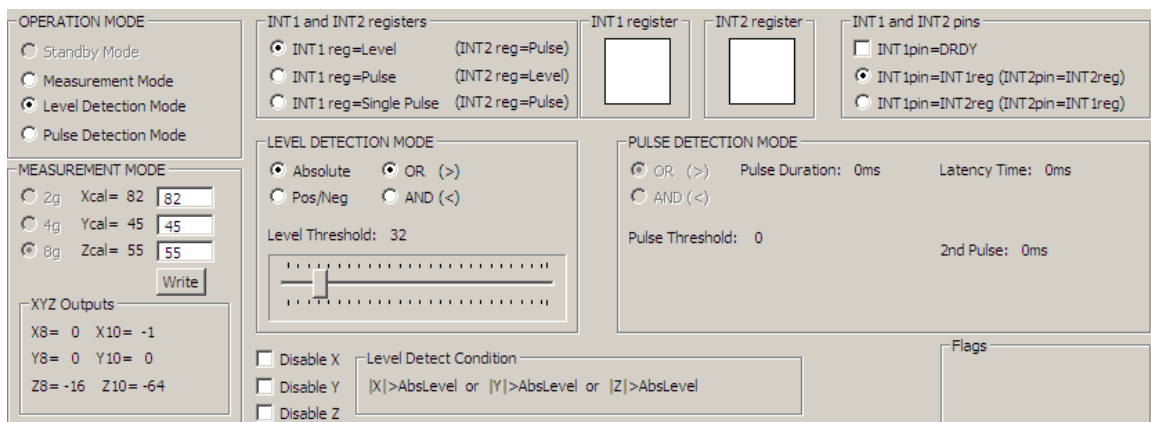 OPERATION MODE
Standby Mode
Measurement Mode
Level Detection Mode
Pulse Detection Mode
INT1 and INT2 registers
INT1 reg=Level (INT2 reg=Pulse)
INT1 reg=Pulse (INT2 reg=Level)
INT1 reg=Single Pulse (INT2 reg=Pulse)
INT1 register
INT2 register
INT1 and INT2 pins
INT1pin=DRDY
INT1pin=INT1reg (INT2pin=INT2reg)
INT1pin=INT2reg (INT2pin=INT1reg)
MEASUREMENT MODE
2g Xcal= 82 82
4g Ycal= 45 45
8g Zcal= 55 55
Write
XYZ Outputs
X8= 0 X10= -1
Y8= 0 Y10= 0
Z8= -16 Z10= -64
LEVEL DETECTION MODE
Absolute OR (>)
Pos/Neg AND (<)
Level Threshold: 32
PULSE DETECTION MODE
OR (>) Pulse Duration: 0ms Latency Time: 0ms
AND (<)
Pulse Threshold: 0
2nd Pulse: 0ms
Disable X
Disable Y
Disable Z
Level Detect Condition
|X|>AbsLevel or |Y|>AbsLevel or |Z|>AbsLevel
Flags